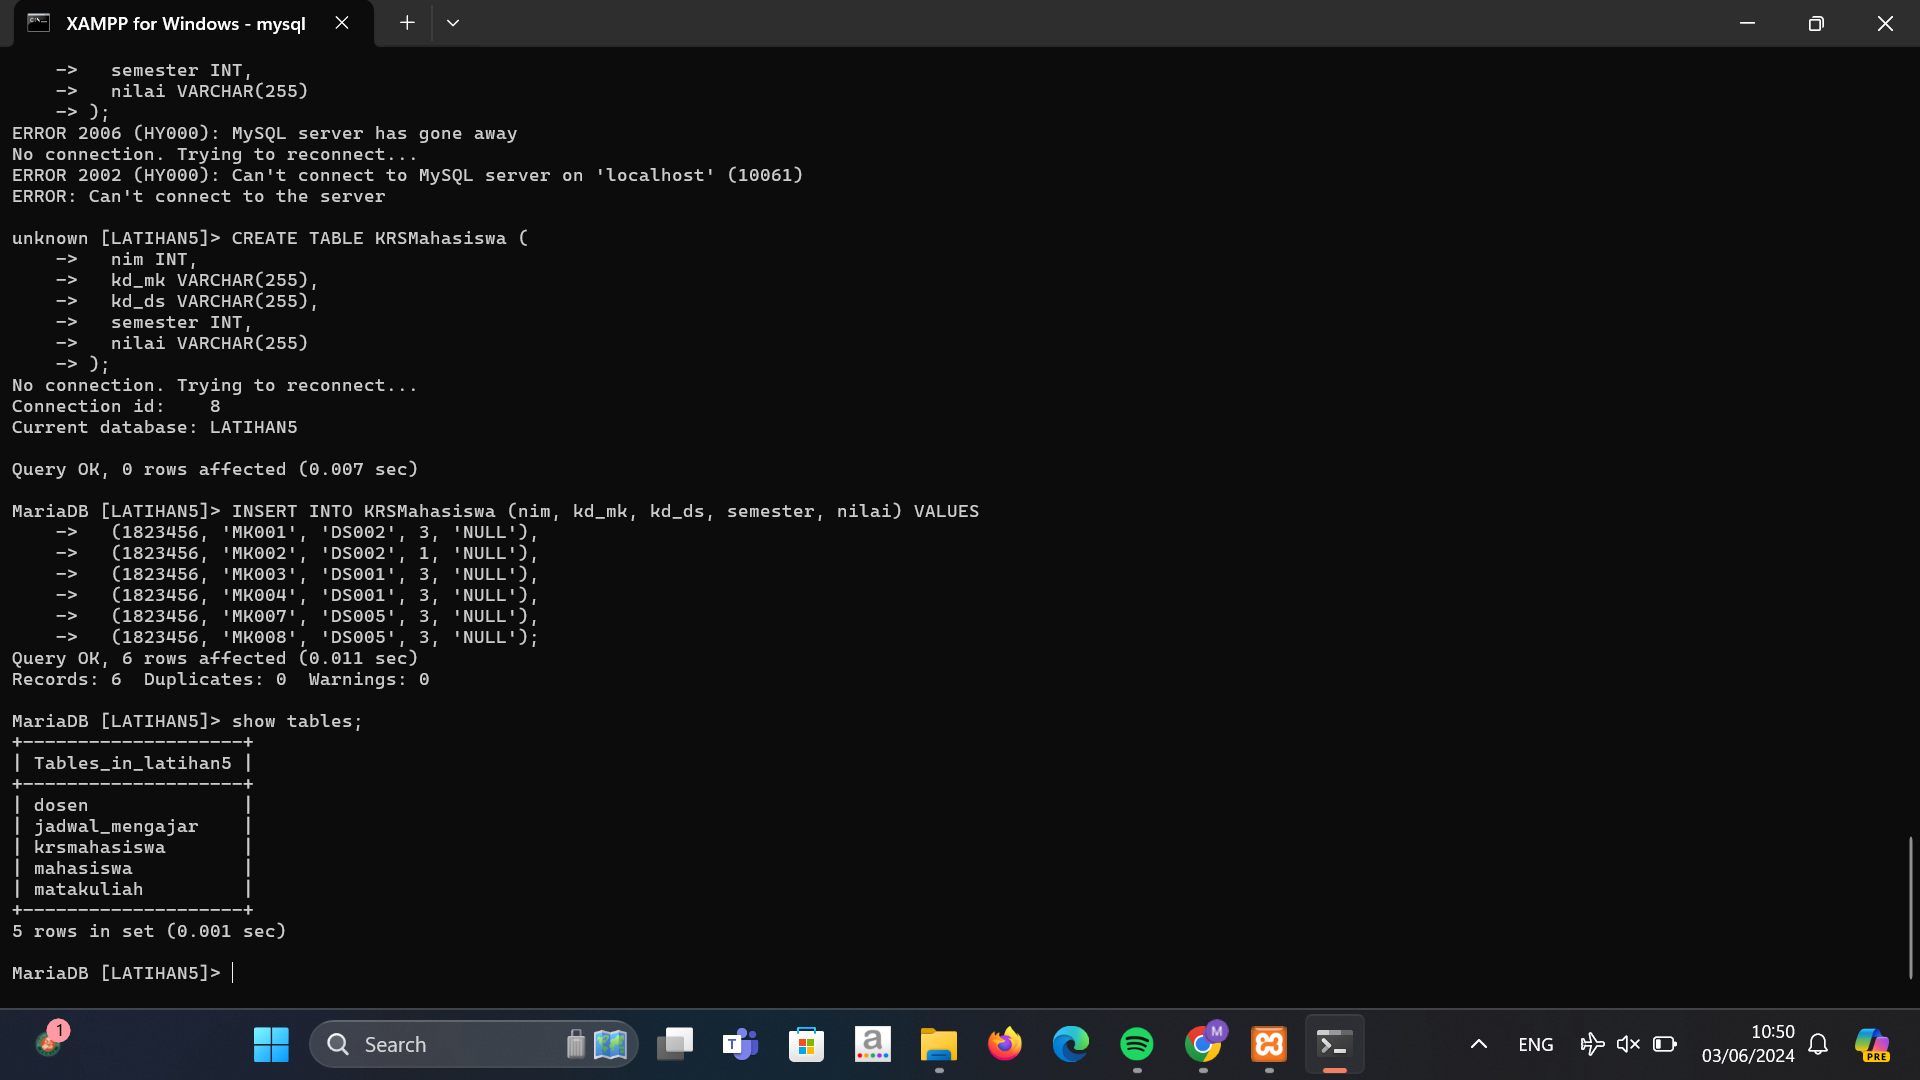 XAMPP for Windows - mysql
    ->   semester INT,
    ->   nilai VARCHAR(255)
    -> );
ERROR 2006 (HY000): MySQL server has gone away
No connection. Trying to reconnect...
ERROR 2002 (HY000): Can't connect to MySQL server on 'localhost' (10061)
ERROR: Can't connect to the server
unknown [LATIHAN5]> CREATE TABLE KRSMahasiswa (
    ->   nim INT,
    ->   kd_mk VARCHAR(255),
    ->   kd_ds VARCHAR(255),
    ->   semester INT,
    ->   nilai VARCHAR(255)
    -> );
No connection. Trying to reconnect...
Connection id:    8
Current database: LATIHAN5
Query OK, 0 rows affected (0.007 sec)
MariaDB [LATIHAN5]> INSERT INTO KRSMahasiswa (nim, kd_mk, kd_ds, semester, nilai) VALUES
    ->   (1823456, 'MK001', 'DS002', 3, 'NULL'),
    ->   (1823456, 'MK002', 'DS002', 1, 'NULL'),
    ->   (1823456, 'MK003', 'DS001', 3, 'NULL'),
    ->   (1823456, 'MK004', 'DS001', 3, 'NULL'),
    ->   (1823456, 'MK007', 'DS005', 3, 'NULL'),
    ->   (1823456, 'MK008', 'DS005', 3, 'NULL');
Query OK, 6 rows affected (0.011 sec)
Records: 6  Duplicates: 0  Warnings: 0
MariaDB [LATIHAN5]> show tables;
+--------------------+
| Tables_in_latihan5 |
+--------------------+
| dosen              |
| jadwal_mengajar    |
| krsmahasiswa       |
| mahasiswa          |
| matakuliah         |
+--------------------+
5 rows in set (0.001 sec)
MariaDB [LATIHAN5]>
1
Search
T
a
M
ENG
10:50
03/06/2024
PRE